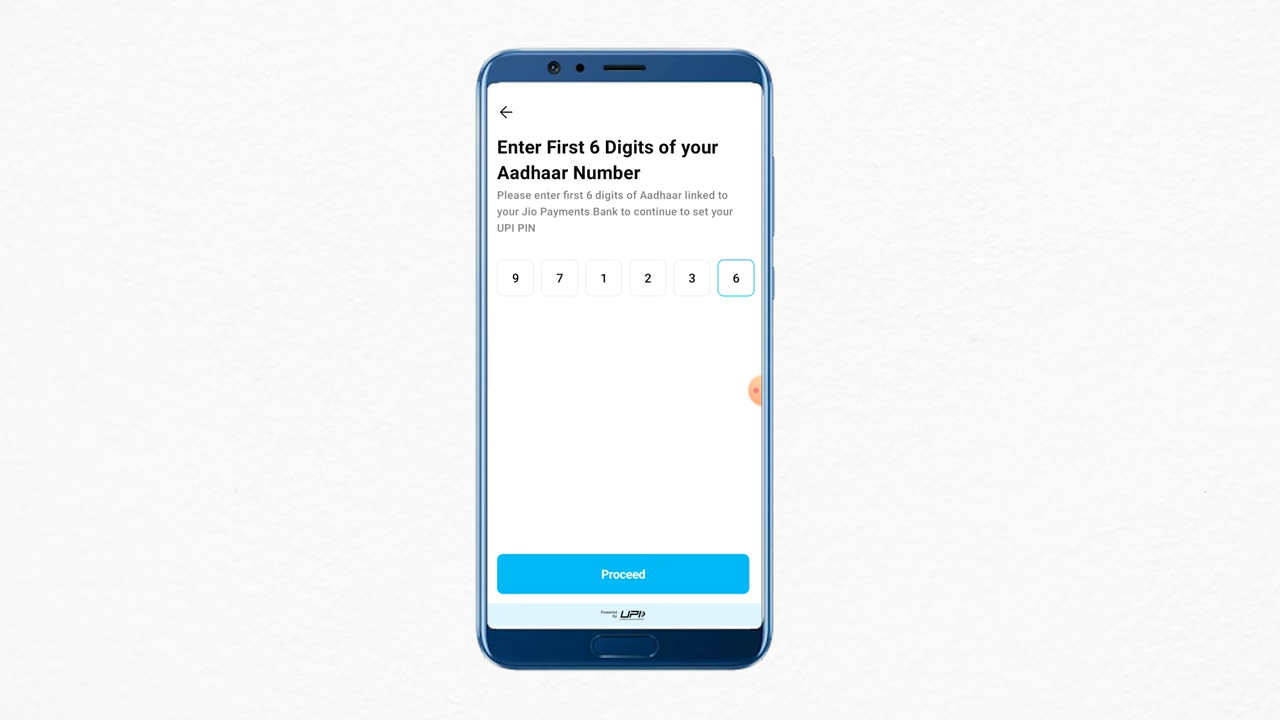 Enter First 6 Digits of your
Aadhaar Number
Please enter first 6 digits of Aadhaar linked to
your Jio Payments Bank to continue to set your
UPI PIN
9 7 1 2 3 6
Proceed
Powered
by UPI